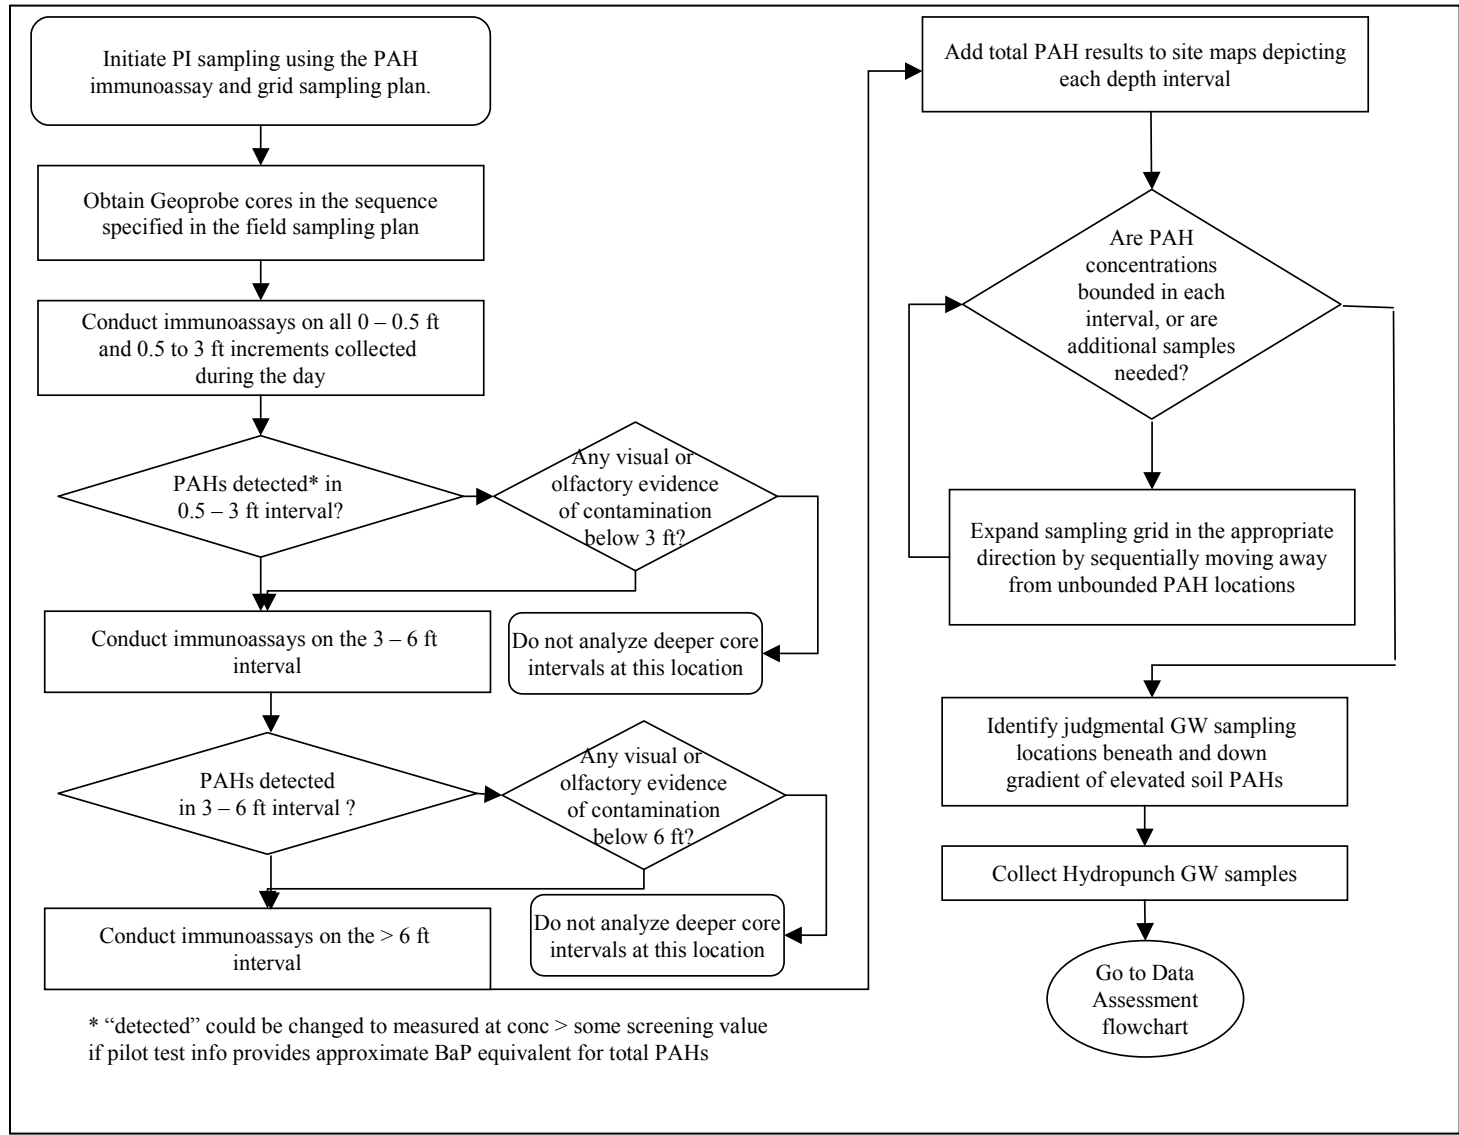 Initiate PI sampling using the PAH
immunoassay and grid sampling plan.
Obtain Geoprobe cores in the sequence
specified in the field sampling plan
Conduct immunoassays on all 0 – 0.5 ft
and 0.5 to 3 ft increments collected
during the day
PAHs detected* in
0.5 – 3 ft interval?
Any visual or
olfactory evidence
of contamination
below 3 ft?
Conduct immunoassays on the 3 – 6 ft
interval
Do not analyze deeper core
intervals at this location
PAHs detected
in 3 – 6 ft interval ?
Any visual or
olfactory evidence
of contamination
below 6 ft?
Conduct immunoassays on the > 6 ft
interval
Do not analyze deeper core
intervals at this location
* “detected” could be changed to measured at conc > some screening value
if pilot test info provides approximate BaP equivalent for total PAHs
Add total PAH results to site maps depicting
each depth interval
Are PAH
concentrations
bounded in each
interval, or are
additional samples
needed?
Expand sampling grid in the appropriate
direction by sequentially moving away
from unbounded PAH locations
Identify judgmental GW sampling
locations beneath and down
gradient of elevated soil PAHs
Collect Hydropunch GW samples
Go to Data
Assessment
flowchart